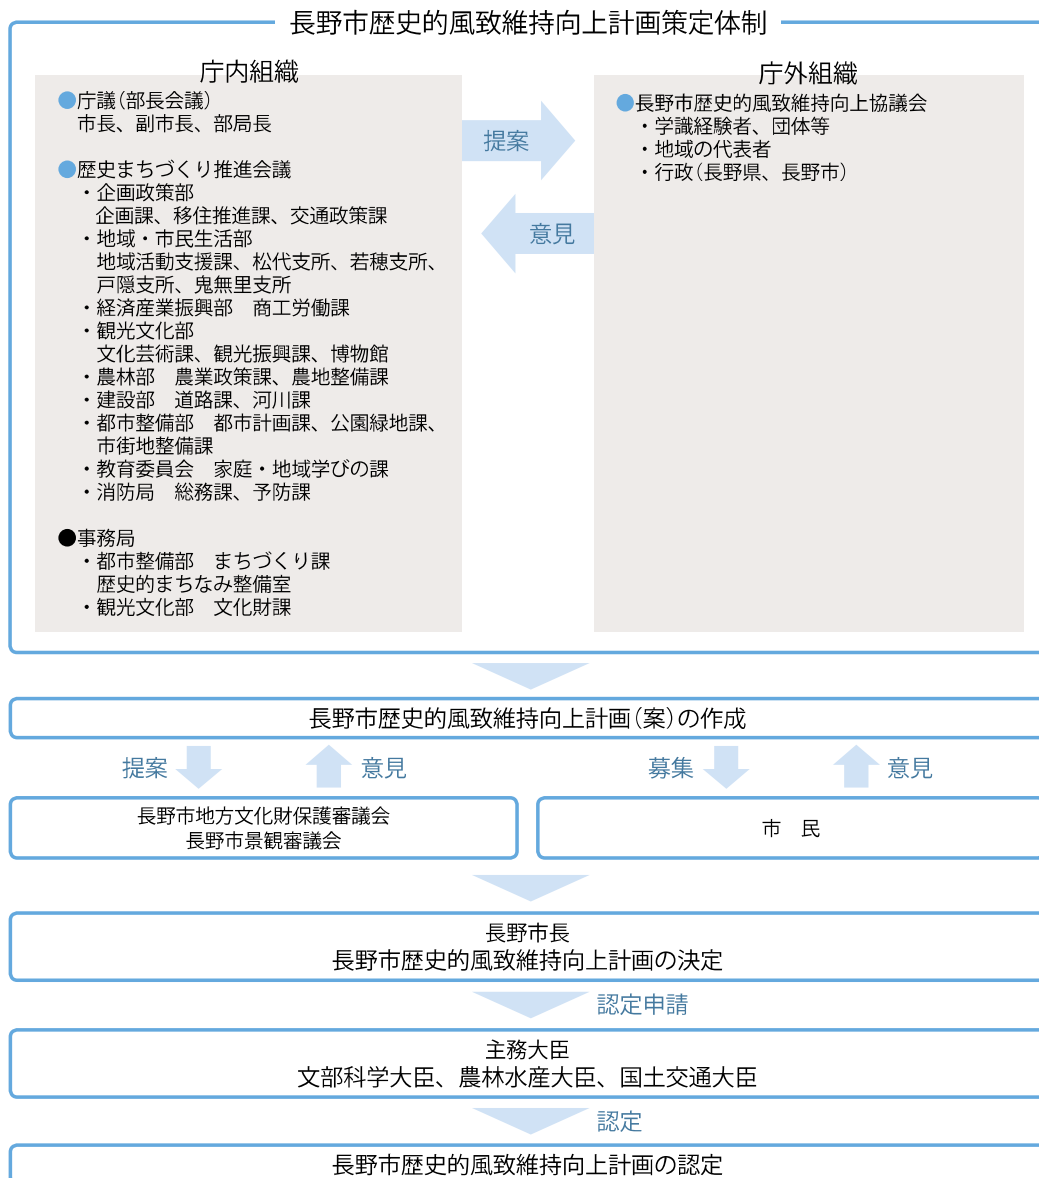 長野市歴史的風致維持向上計画策定体制
庁内組織
●庁議（部長会議）
市長、副市長、部局長
●歴史まちづくり推進会議
・企画政策部
企画課、移住推進課、交通政策課
・地域・市民生活部
地域活動支援課、松代支所、若穂支所、
戸隠支所、鬼無里支所
・経済産業振興部　商工労働課
・観光文化部
文化芸術課、観光振興課、博物館
・農林部　農業政策課、農地整備課
・建設部　道路課、河川課
・都市整備部　都市計画課、公園緑地課、
市街地整備課
・教育委員会　家庭・地域学びの課
・消防局　総務課、予防課
●事務局
・都市整備部　まちづくり課
歴史的まちなみ整備室
・観光文化部　文化財課
提案
意見
庁外組織
●長野市歴史的風致維持向上協議会
・学識経験者、団体等
・地域の代表者
・行政（長野県、長野市）
長野市歴史的風致維持向上計画（案）の作成
提案
意見
募集
意見
長野市地方文化財保護審議会
長野市景観審議会
市　民
長野市長
長野市歴史的風致維持向上計画の決定
認定申請
主務大臣
文部科学大臣、農林水産大臣、国土交通大臣
認定
長野市歴史的風致維持向上計画の認定